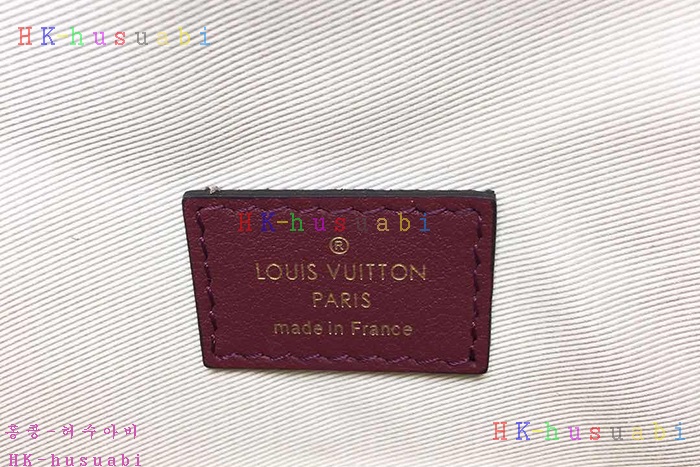 HK-hususabi
HK-husuabi
®
LOUIS VUITTON
PARIS
made in France
홍콩-허수아비
HK-husuabi
HK-husuabi